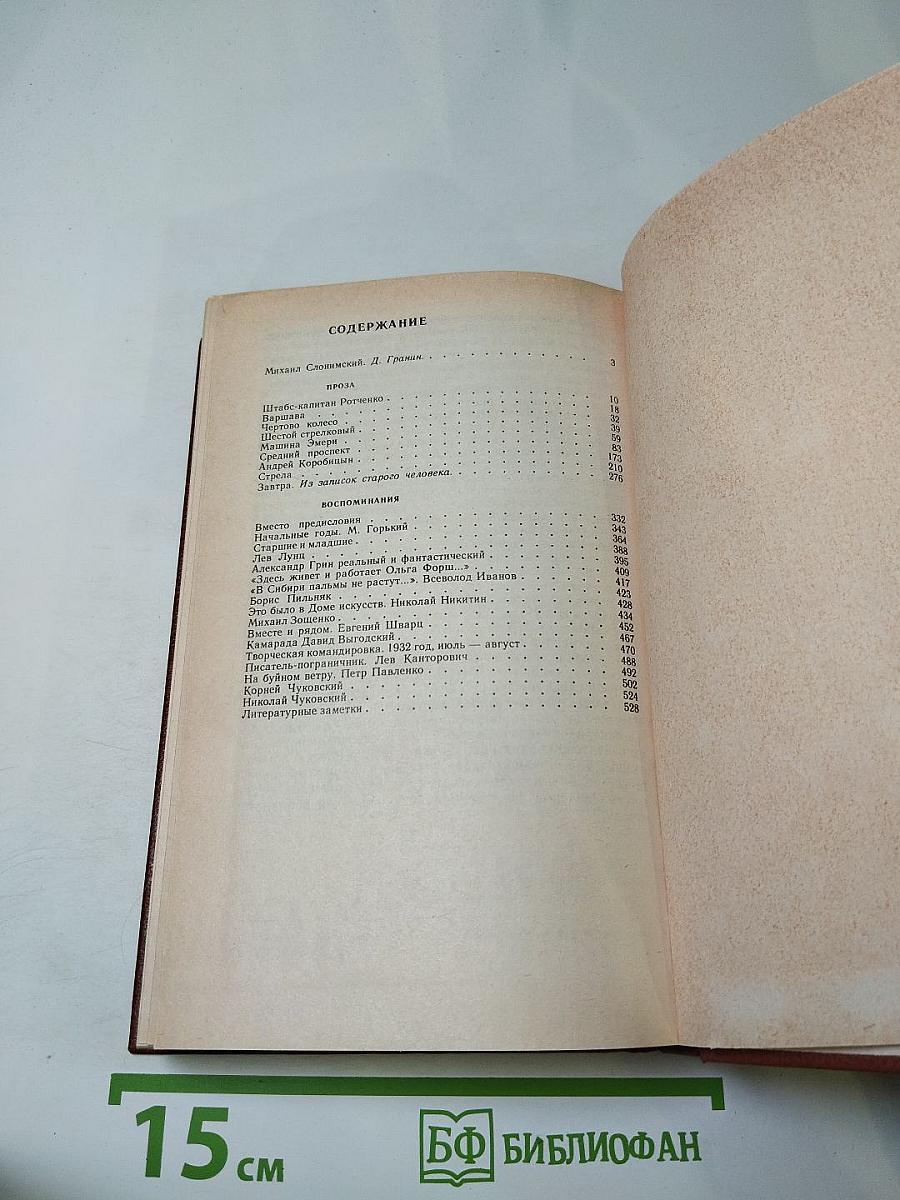 СОДЕРЖАНИЕ
Михаил Слонимский. Д. Гранин. 3
ПРОЗА
Штабс-капитан Ротченко 10
Варшава 18
Чертово колесо 32
Шестой стрелковый 39
Машина Эмери 59
Средний проспект 83
Андрей Коробицын 173
Стрела 210
Завтра. Из записок старого человека. 276
ВОСПОМИНАНИЯ
Вместо предисловия 332
Начальные годы. М. Горький 343
Старшие и младшие 364
Лев Лунц 388
Александр Грин реальный и фантастический 395
«Здесь живет и работает Ольга Форш...» 409
«В Сибири пальмы не растут...». Всеволод Иванов 417
Борис Пильняк 423
Это было в Доме искусств. Николай Никитин 428
Михаил Зощенко 434
Вместе и рядом. Евгений Шварц 452
Камарада Давид Выгодский 467
Творческая командировка. 1932 год, июль — август 470
Писатель-пограничник. Лев Канторович 488
На буйном ветру. Петр Павленко 492
Корней Чуковский 502
Николай Чуковский 524
Литературные заметки 528
15 см
БФ БИБЛИОФАН